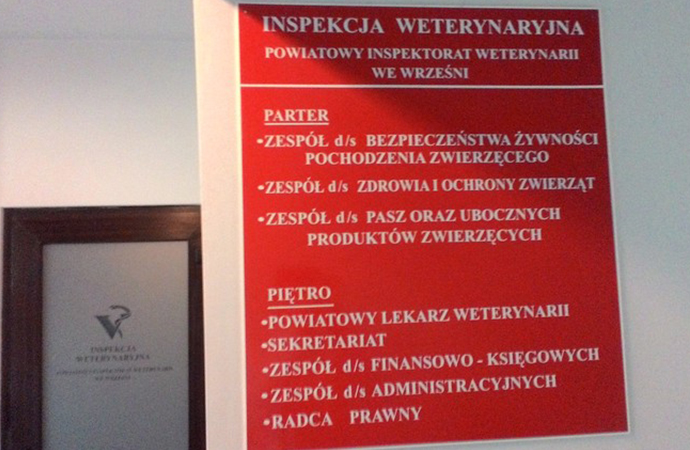 INSPEKCJA WETERYNARYJNA
POWIATOWY INSPEKTORAT WETERYNARII
WE WRZEŚNI
PARTER
•ZESPÓŁ d/s BEZPIECZEŃSTWA ŻYWNOŚCI
POCHODZENIA ZWIERZĘCEGO
•ZESPÓŁ d/s ZDROWIA I OCHRONY ZWIERZĄT
•ZESPÓŁ d/s PASZ ORAZ UBOCZNYCH
PRODUKTÓW ZWIERZĘCYCH
PIĘTRO
•POWIATOWY LEKARZ WETERYNARII
•SEKRETARIAT
•ZESPÓŁ d/s FINANSOWO - KSIĘGOWYCH
•ZESPÓŁ d/s ADMINISTRACYJNYCH
•RADCA PRAWNY
INSPEKCJA
WETERYNARYJNA